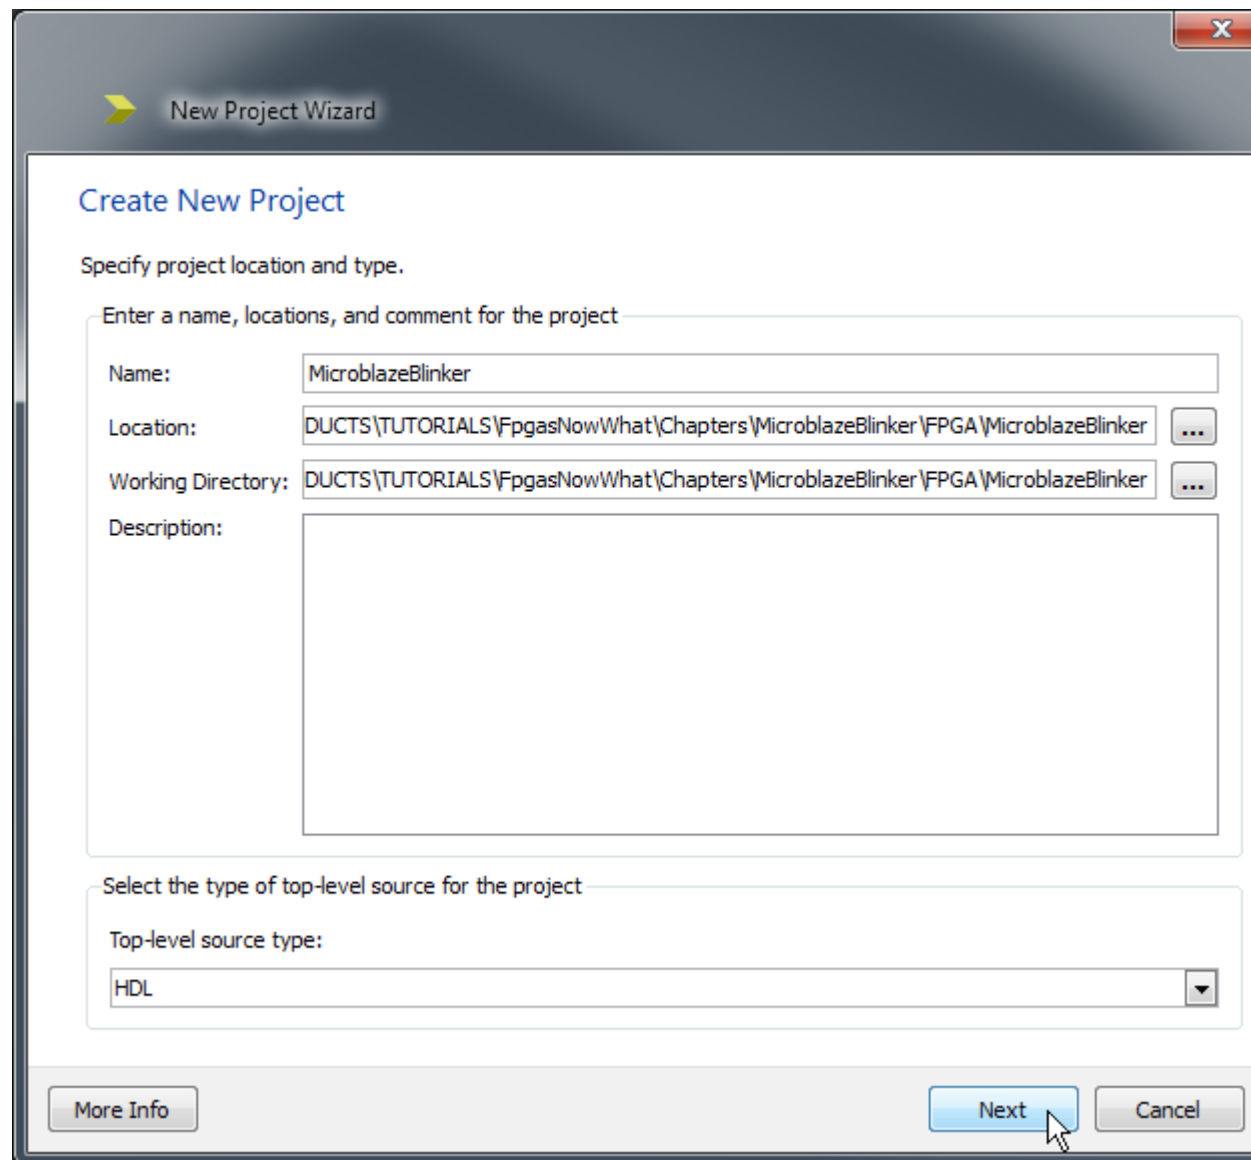 New Project Wizard
Create New Project
Specify project location and type.
Enter a name, locations, and comment for the project
Name: MicroblazeBlinker
Location: DUCTS\TUTORIALS\FpgasNowWhat\Chapters\MicroblazeBlinker\FPGA\MicroblazeBlinker ...
Working Directory: DUCTS\TUTORIALS\FpgasNowWhat\Chapters\MicroblazeBlinker\FPGA\MicroblazeBlinker ...
Description:
Select the type of top-level source for the project
Top-level source type:
HDL
More Info Next Cancel